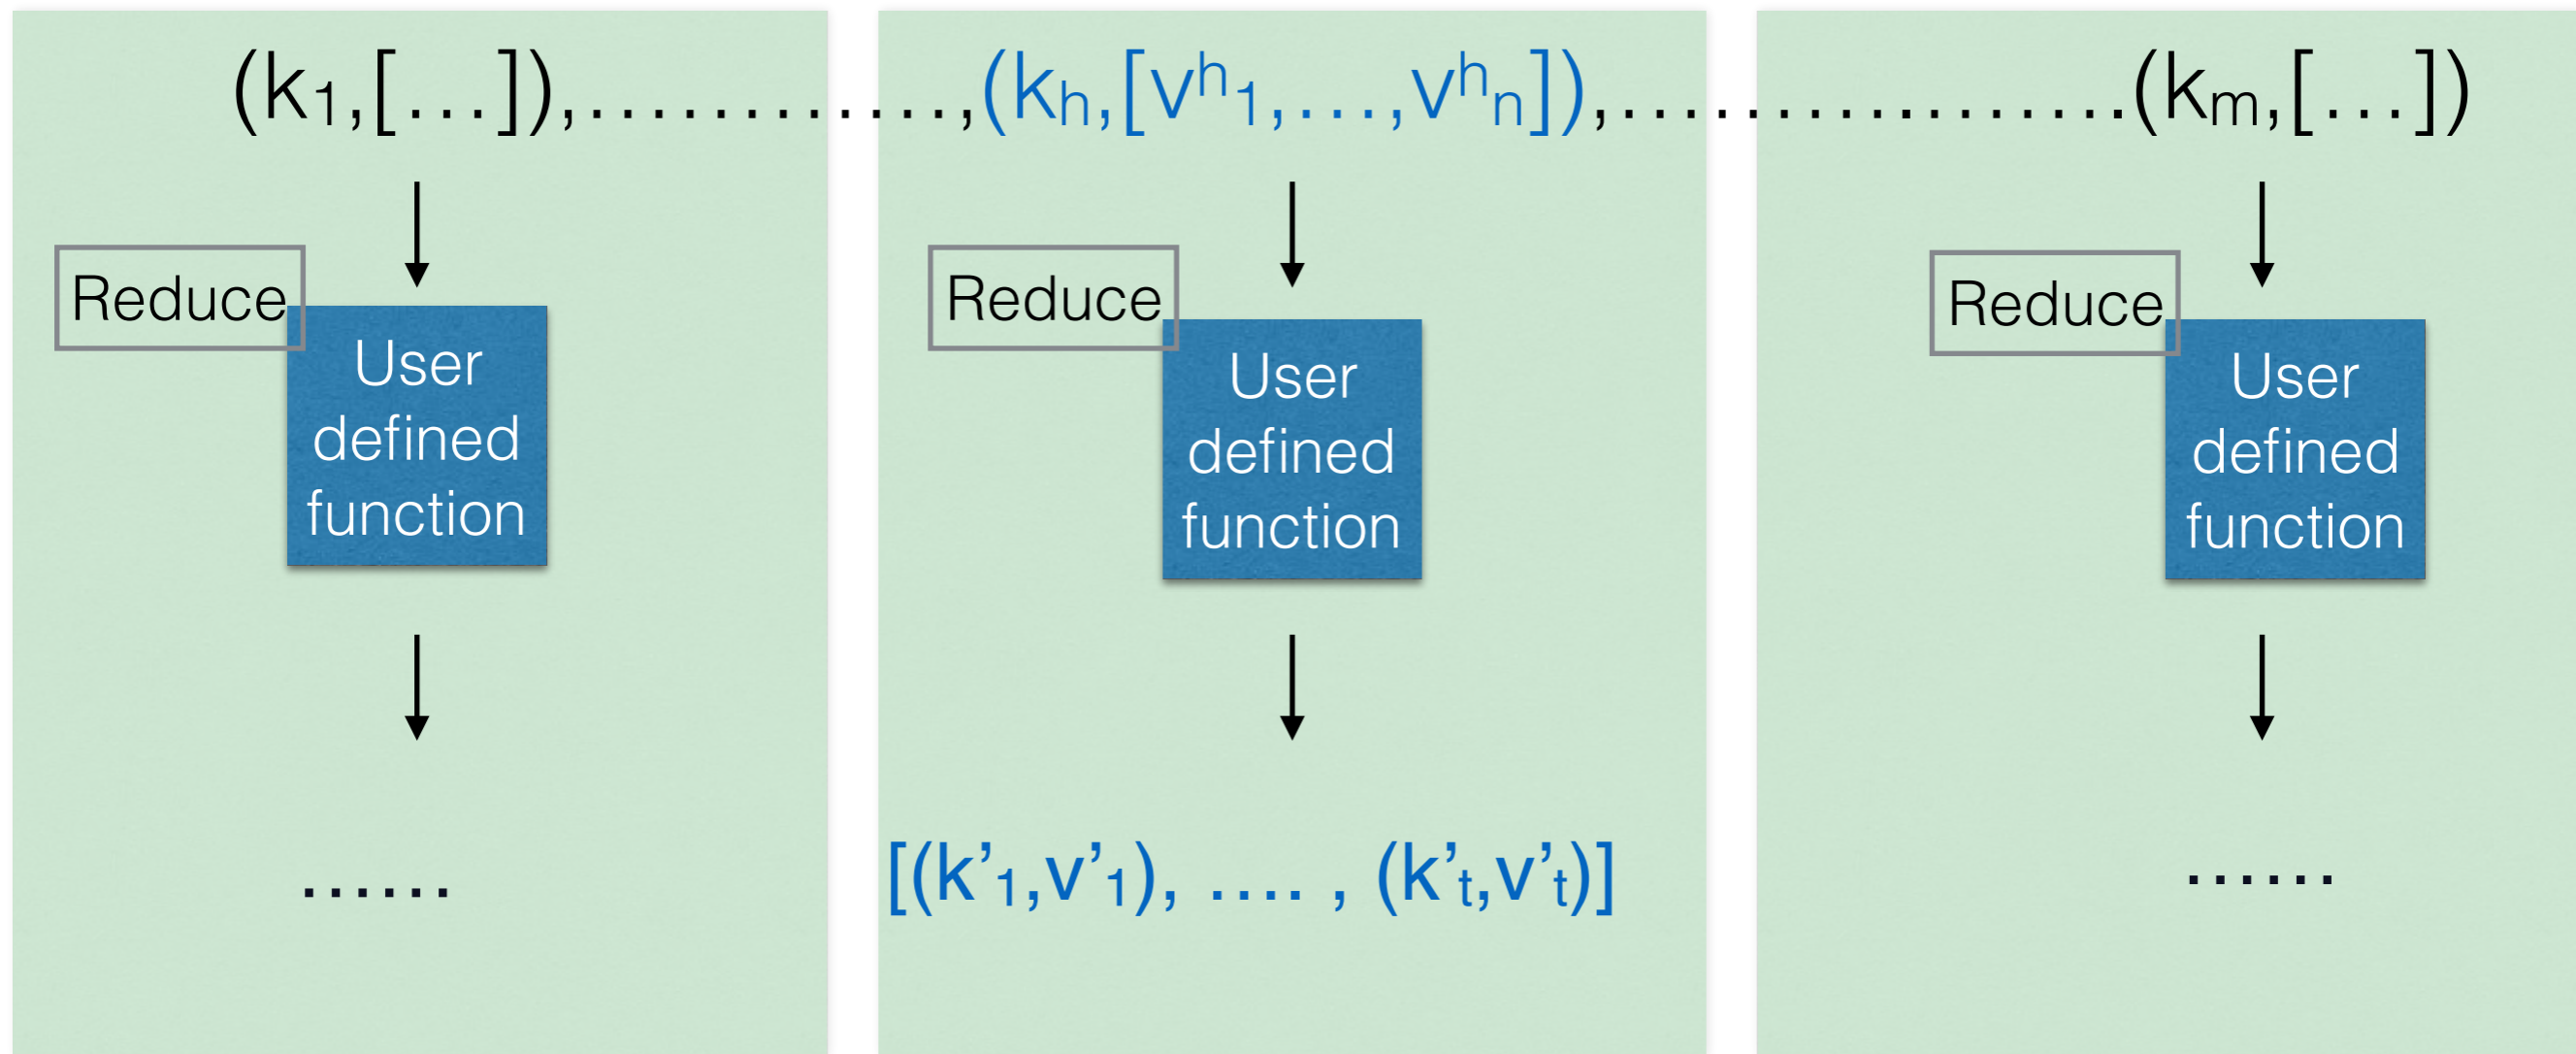 (k₁,[…]),…………,(kₕ,[vʰ₁,…,vʰₙ]),……………….(kₘ,[…])
Reduce
User
defined
function
Reduce
User
defined
function
Reduce
User
defined
function
……
[(k’₁,v’₁), …. , (k’ₜ,v’ₜ)]
……